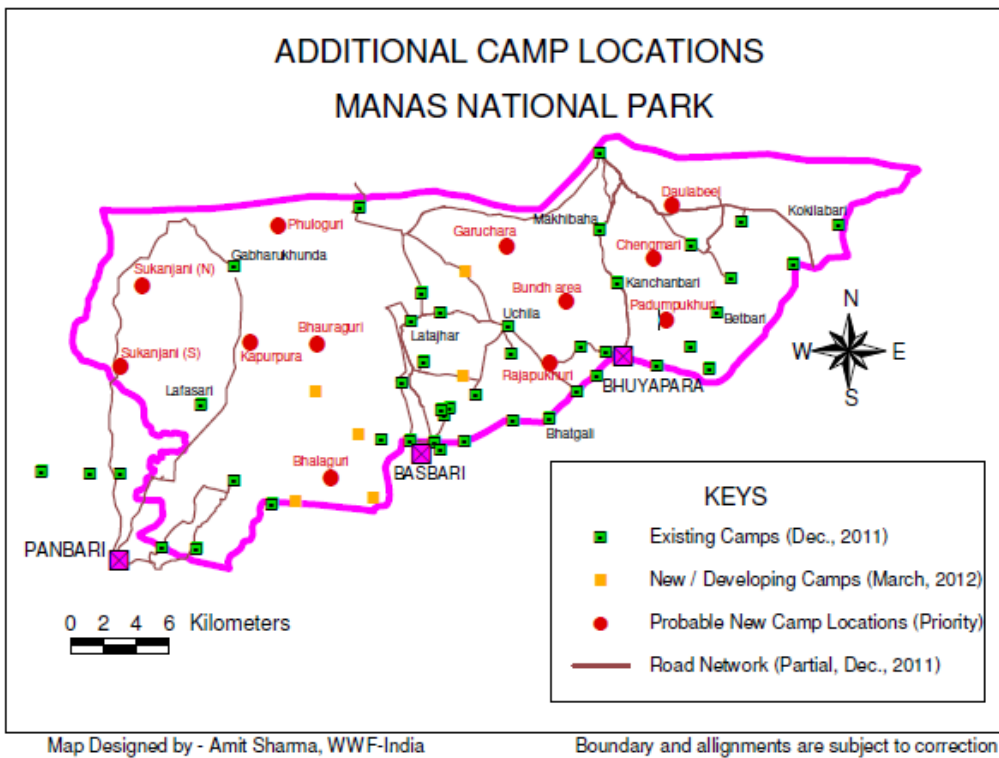 ADDITIONAL CAMP LOCATIONS
MANAS NATIONAL PARK
Daulabeel
Makhibaha
Kokilabari
Phuloguri
Garuchara
Chengmari
Gabharukhunda
Sukanjani (N)
Kanchanbari
Bundh area
Padumpukhuri
Uchila
Betbari
Bhauraguri
Latajhar
Kapurpura
Sukanjani (S)
Rajapukhuri
BHUYAPARA
Lafasari
Bhatgali
Bhalaguri
BASBARI
PANBARI
N
W
E
S
0 2 4 6 Kilometers
KEYS
Existing Camps (Dec., 2011)
New / Developing Camps (March, 2012)
Probable New Camp Locations (Priority)
Road Network (Partial, Dec., 2011)
Map Designed by - Amit Sharma, WWF-India
Boundary and allignments are subject to correction